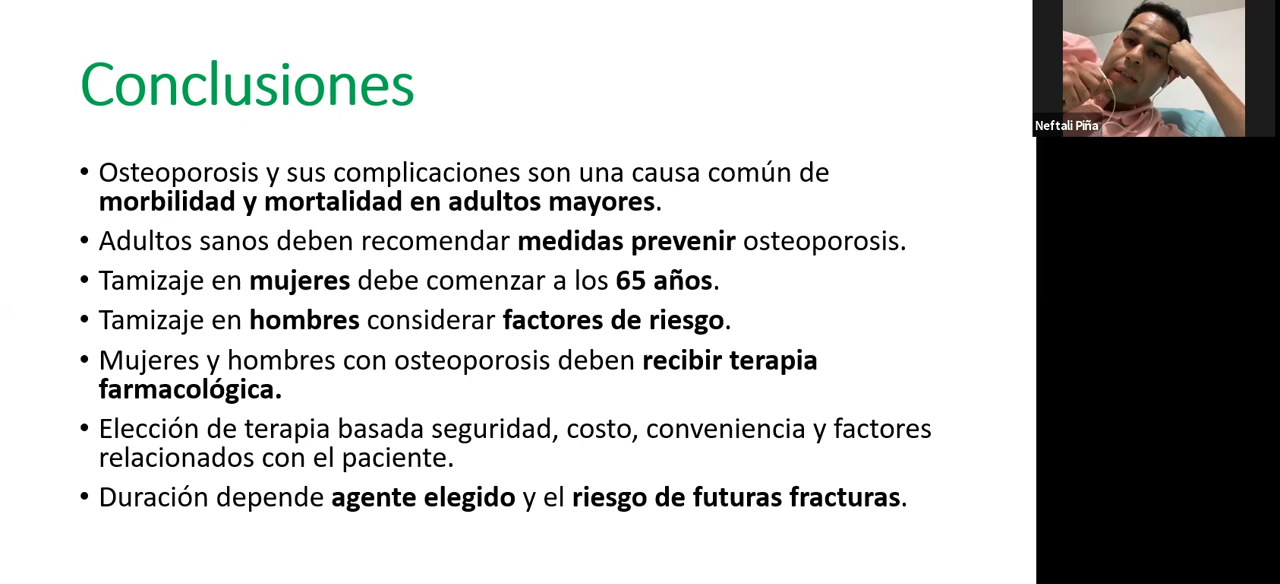 Conclusiones
• Osteoporosis y sus complicaciones son una causa común de
morbilidad y mortalidad en adultos mayores.
• Adultos sanos deben recomendar medidas prevenir osteoporosis.
• Tamizaje en mujeres debe comenzar a los 65 años.
• Tamizaje en hombres considerar factores de riesgo.
• Mujeres y hombres con osteoporosis deben recibir terapia
farmacológica.
• Elección de terapia basada seguridad, costo, conveniencia y factores
relacionados con el paciente.
• Duración depende agente elegido y el riesgo de futuras fracturas.
Neftali Piña